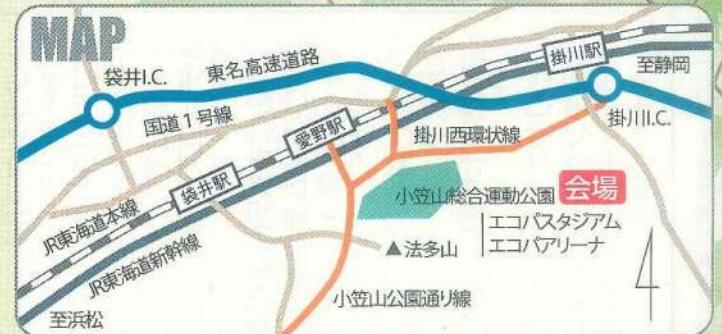 MAP
袋井I.C.
東名高速道路
掛川駅
至静岡
国道1号線
愛野駅
掛川西環状線
掛川I.C.
袋井駅
小笠山総合運動公園 会場
エコパスタジアム
エコパアリーナ
JR東海道本線
▲法多山
JR東海道新幹線
小笠山公園通り線
至浜松